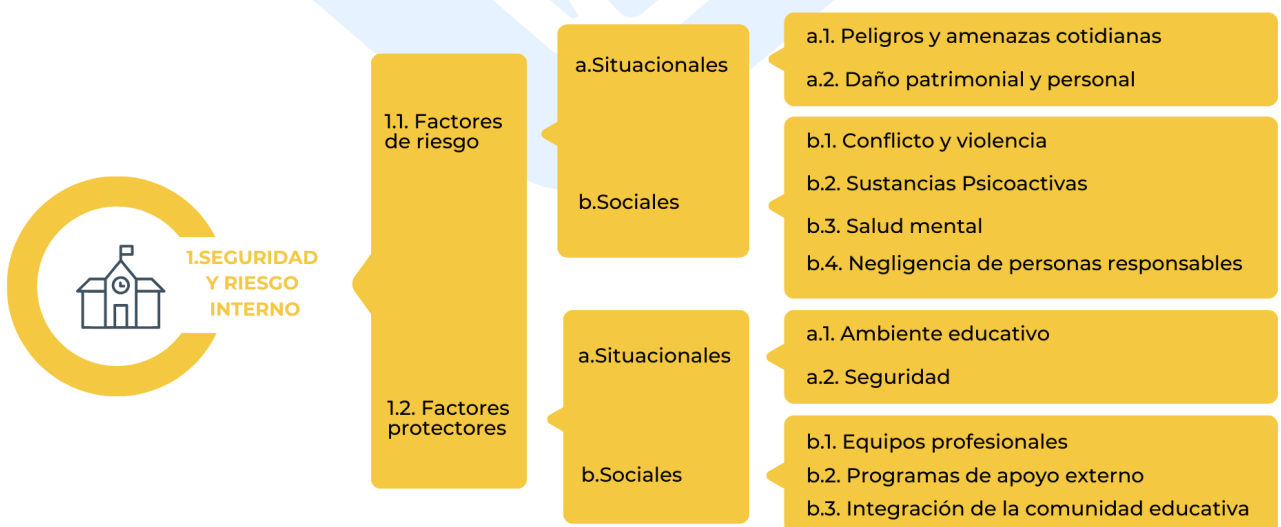 1.SEGURIDAD
Y RIESGO
INTERNO
1.1. Factores
de riesgo
a.Situacionales
a.1. Peligros y amenazas cotidianas
a.2. Daño patrimonial y personal
b.Sociales
b.1. Conflicto y violencia
b.2. Sustancias Psicoactivas
b.3. Salud mental
b.4. Negligencia de personas responsables
1.2. Factores
protectores
a.Situacionales
a.1. Ambiente educativo
a.2. Seguridad
b.Sociales
b.1. Equipos profesionales
b.2. Programas de apoyo externo
b.3. Integración de la comunidad educativa